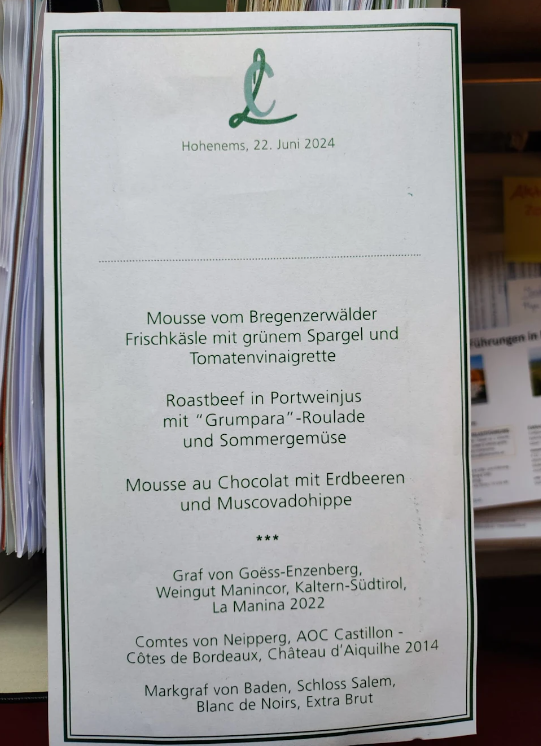 LC
Hohenems, 22. Juni 2024
Mousse vom Bregenzerwälder
Frischkäsle mit grünem Spargel und
Tomatenvinaigrette
Roastbeef in Portweinjus
mit “Grumpara”-Roulade
und Sommergemüse
Mousse au Chocolat mit Erdbeeren
und Muscovadohippe
***
Graf von Goëss-Enzenberg,
Weingut Manincor, Kaltern-Südtirol,
La Manina 2022
Comtes von Neipperg, AOC Castillon -
Côtes de Bordeaux, Château d’Aiquilhe 2014
Markgraf von Baden, Schloss Salem,
Blanc de Noirs, Extra Brut
Führungen in